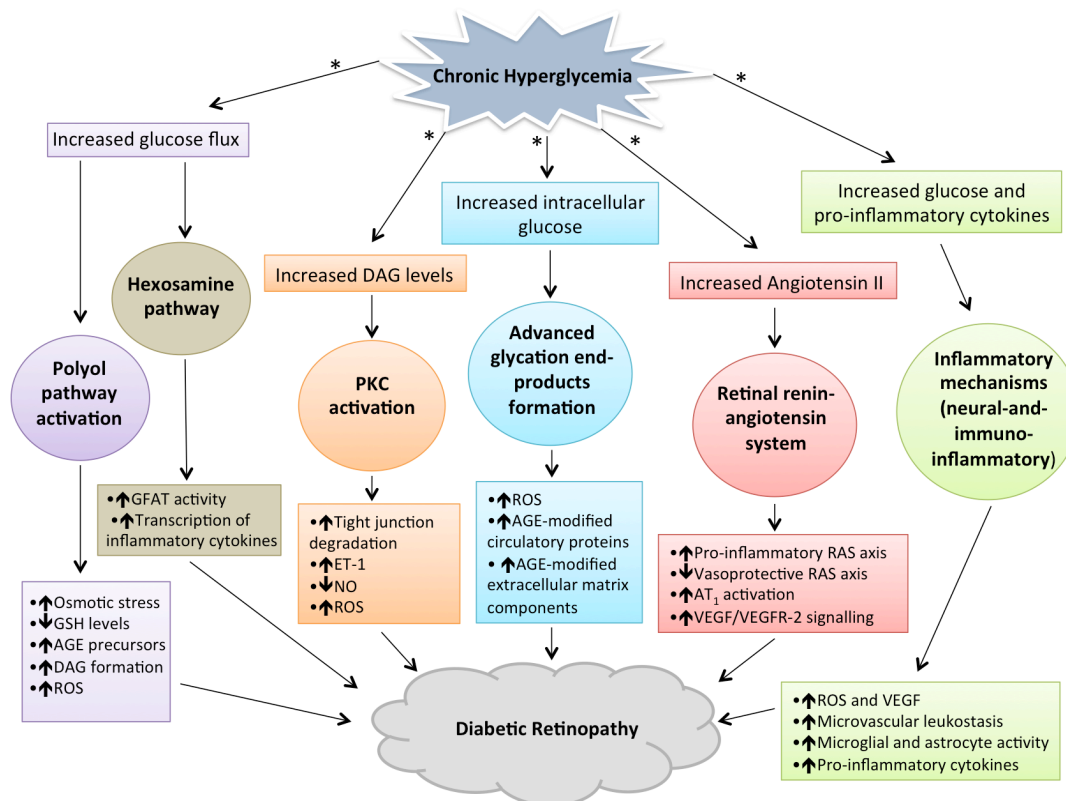 Chronic Hyperglycemia
*
*
*
*
*
Increased glucose flux
Hexosamine
pathway
Polyol
pathway
activation
•↑GFAT activity
•↑Transcription of
inflammatory cytokines
•↑Osmotic stress
•↓GSH levels
•↑AGE precursors
•↑DAG formation
•↑ROS
Increased DAG levels
PKC
activation
•↑Tight junction
degradation
•↑ET-1
•↓NO
•↑ROS
Increased intracellular
glucose
Advanced
glycation end-
products
formation
•↑ROS
•↑AGE-modified
circulatory proteins
•↑AGE-modified
extracellular matrix
components
Increased Angiotensin II
Retinal renin-
angiotensin
system
•↑Pro-inflammatory RAS axis
•↓Vasoprotective RAS axis
•↑AT₁ activation
•↑VEGF/VEGFR-2 signalling
Increased glucose and
pro-inflammatory cytokines
Inflammatory
mechanisms
(neural-and-
immuno-
inflammatory)
•↑ROS and VEGF
•↑Microvascular leukostasis
•↑Microglial and astrocyte activity
•↑Pro-inflammatory cytokines
Diabetic Retinopathy